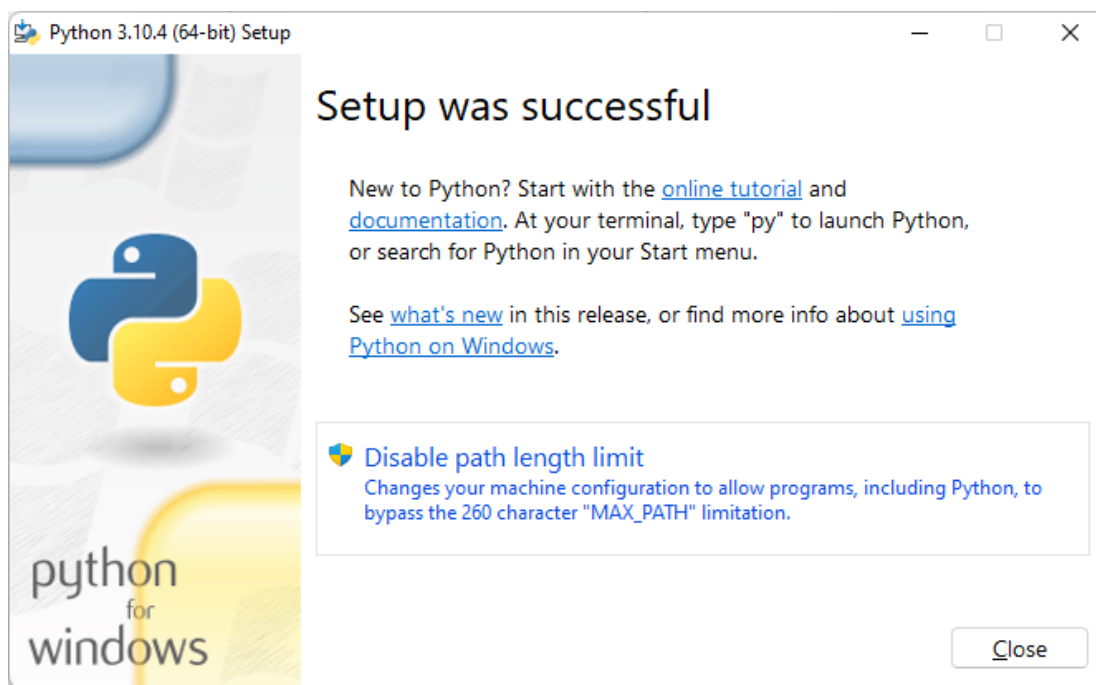 Python 3.10.4 (64-bit) Setup
Setup was successful
New to Python? Start with the online tutorial and
documentation. At your terminal, type "py" to launch Python,
or search for Python in your Start menu.
See what's new in this release, or find more info about using
Python on Windows.
Disable path length limit
Changes your machine configuration to allow programs, including Python, to
bypass the 260 character "MAX_PATH" limitation.
python
for
windows
Close